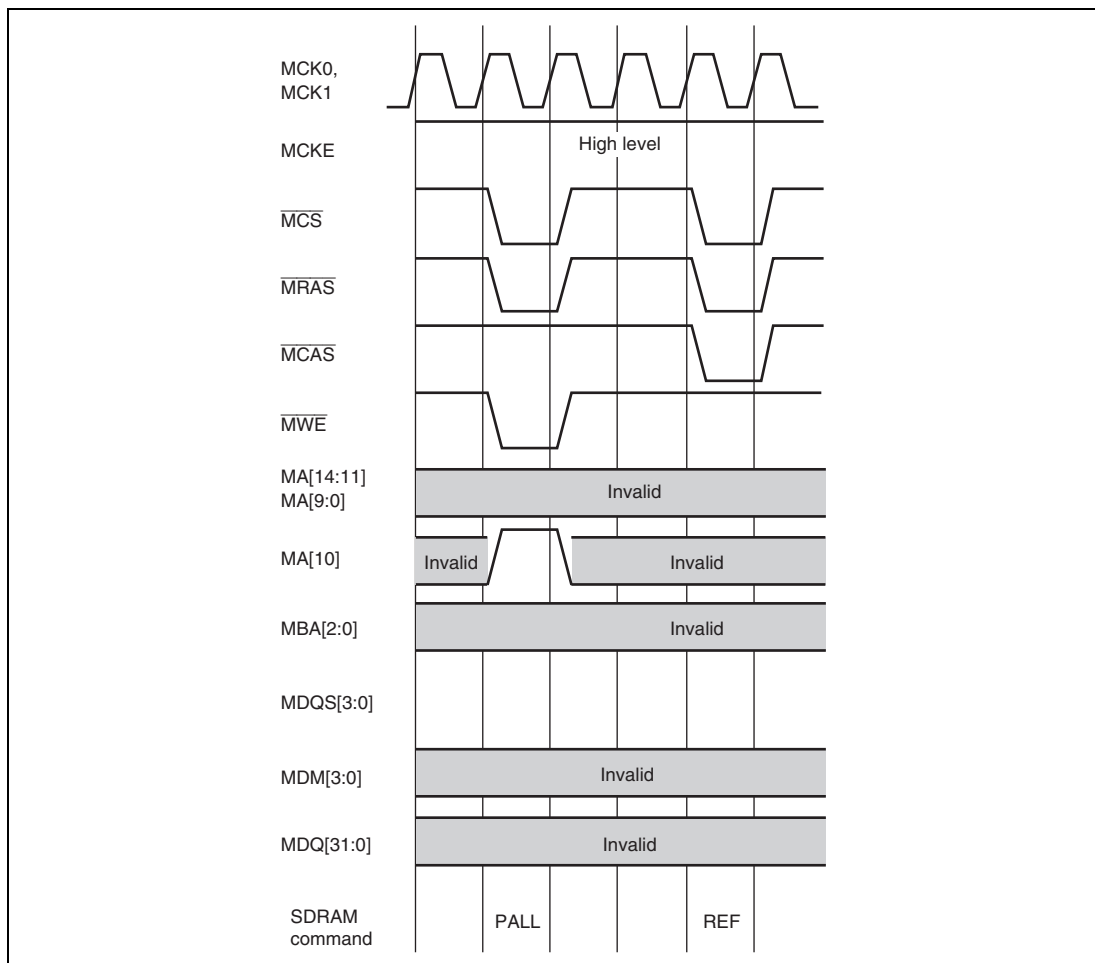 MCK0,
MCK1
MCKE
High level
MCS
MRAS
MCAS
MWE
MA[14:11]
MA[9:0]
Invalid
MA[10]
Invalid
Invalid
MBA[2:0]
Invalid
MDQS[3:0]
MDM[3:0]
Invalid
MDQ[31:0]
Invalid
SDRAM
command
PALL
REF